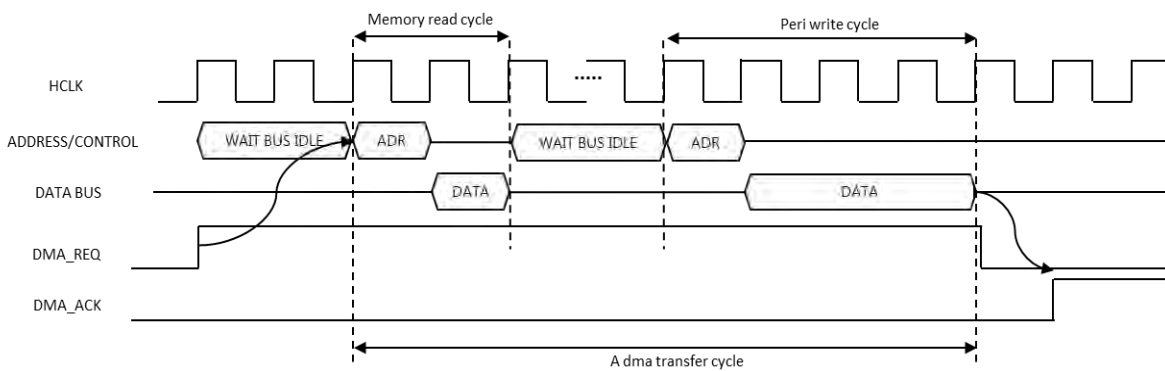 Memory read cycle
Peri write cycle
HCLK
.....
ADDRESS/CONTROL
WAIT BUS IDLE
ADR
WAIT BUS IDLE
ADR
DATA BUS
DATA
DATA
DMA_REQ
DMA_ACK
A dma transfer cycle